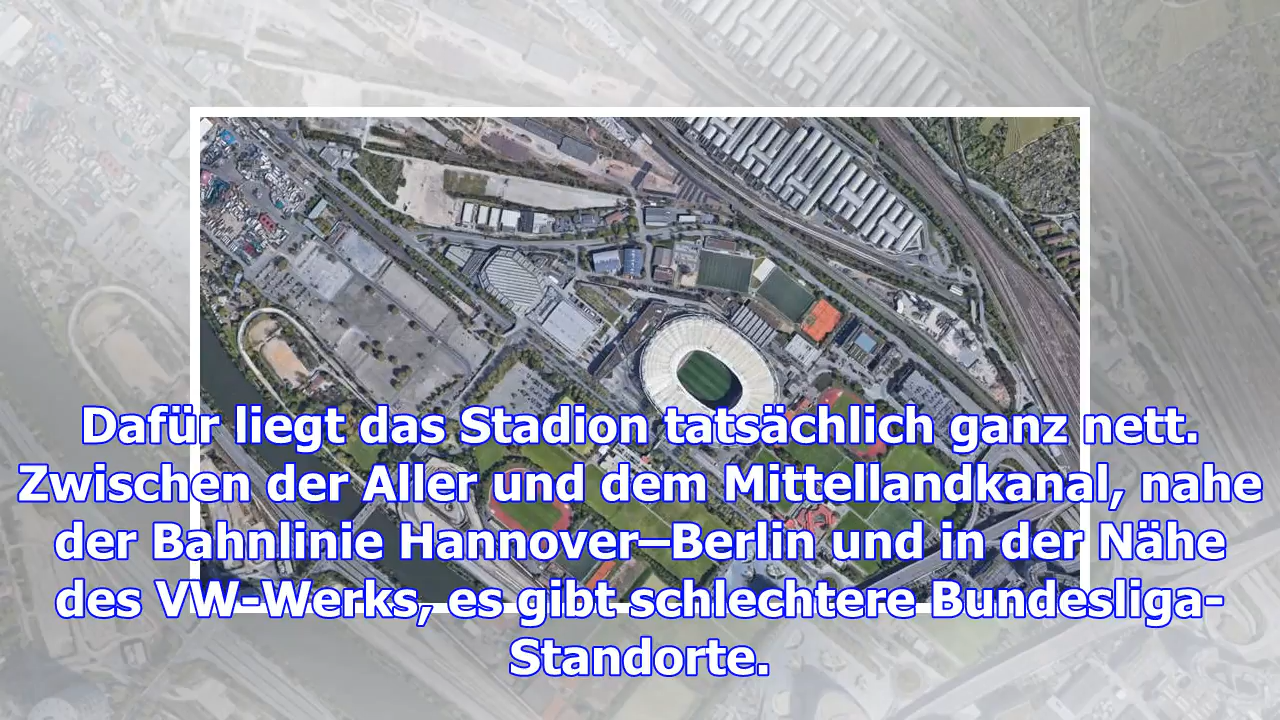 Dafür liegt das Stadion tatsächlich ganz nett.
Zwischen der Aller und dem Mittellandkanal, nahe
der Bahnlinie Hannover–Berlin und in der Nähe
des VW-Werks, es gibt schlechtere Bundesliga-
Standorte.